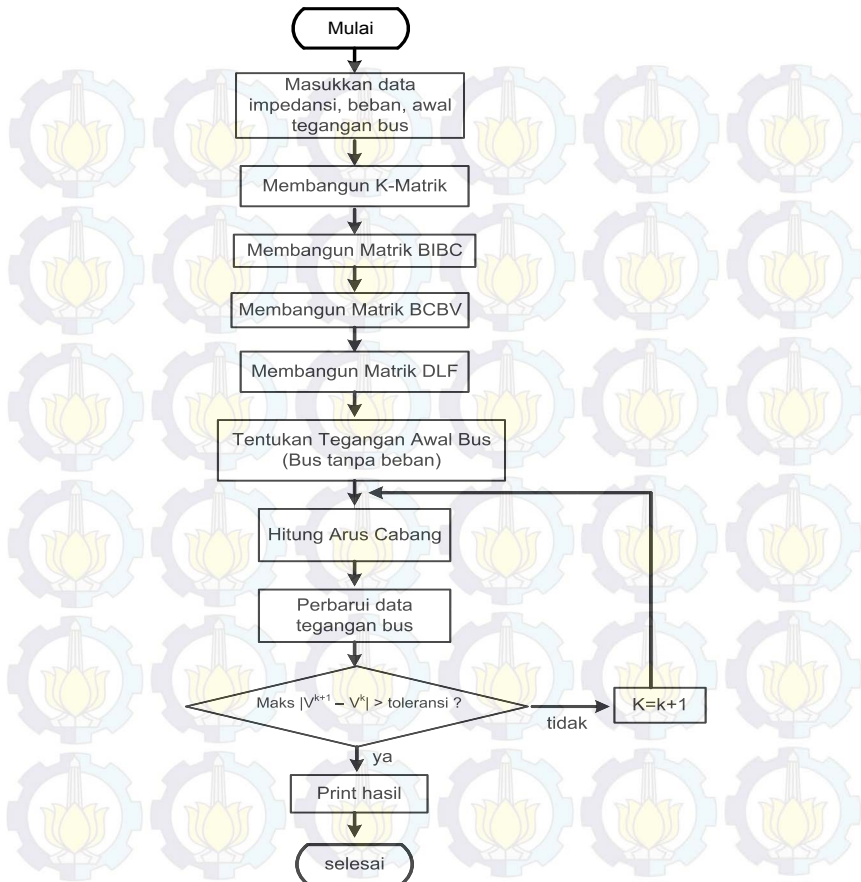 Mulai
Masukkan data
impedansi, beban, awal
tegangan bus
Membangun K-Matrik
Membangun Matrik BIBC
Membangun Matrik BCBV
Membangun Matrik DLF
Tentukan Tegangan Awal Bus
(Bus tanpa beban)
Hitung Arus Cabang
Perbarui data
tegangan bus
Maks |V^{k+1} – V^k| > toleransi ?
tidak
K=k+1
ya
Print hasil
selesai